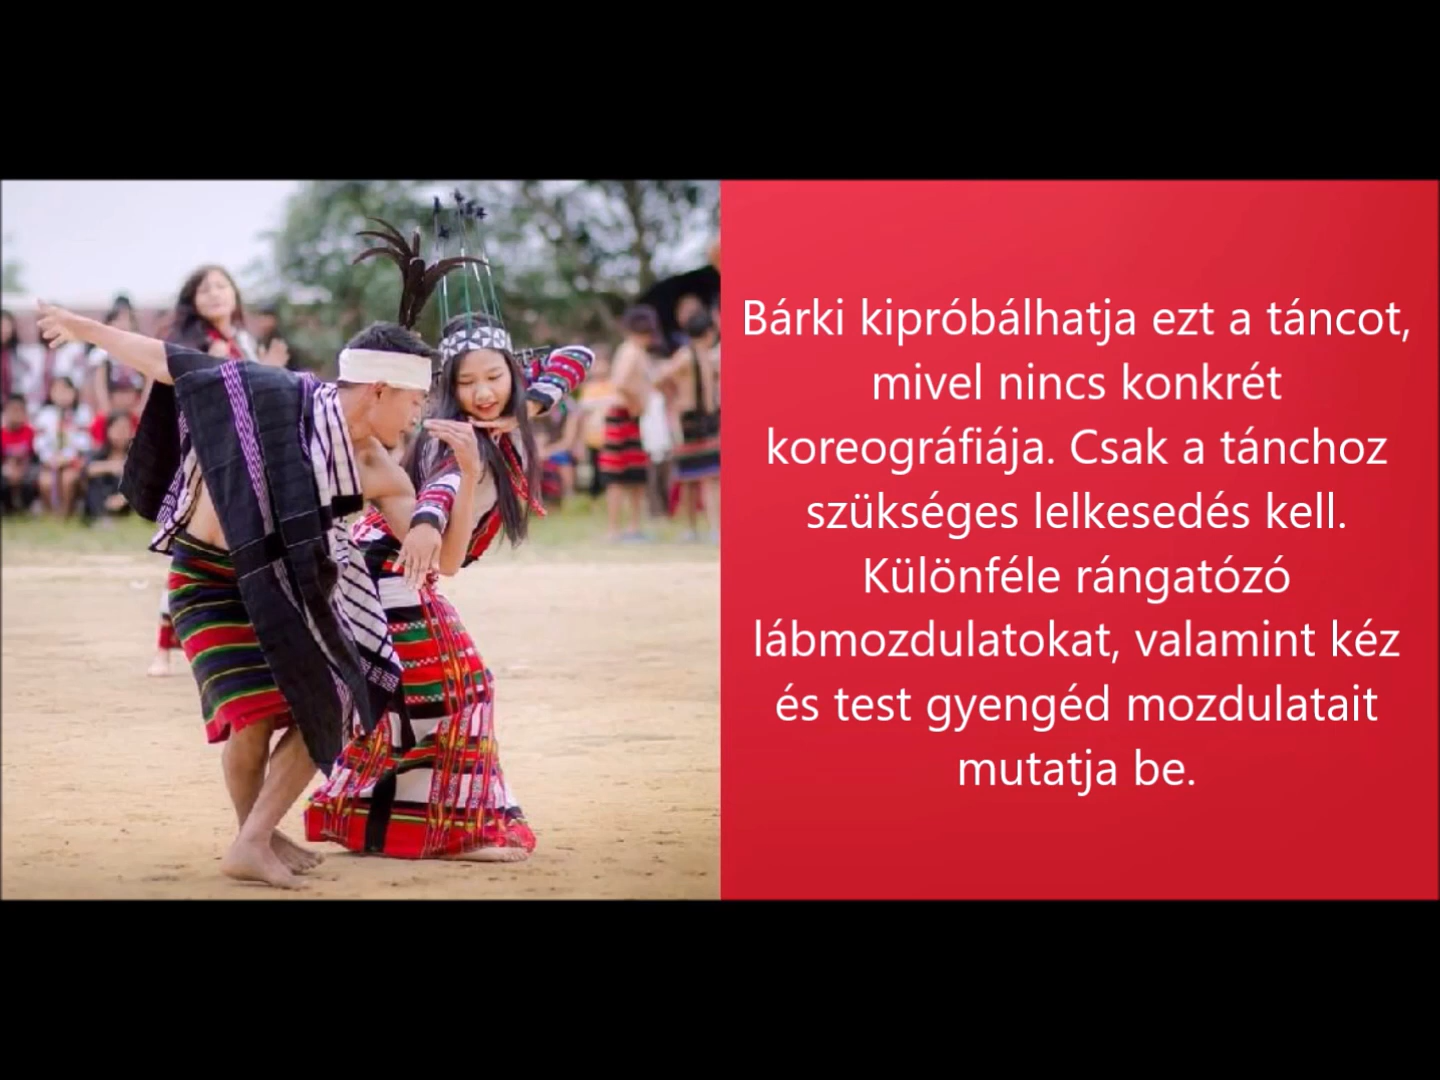 Bárki kipróbálhatja ezt a táncot,
mivel nincs konkrét
koreográfiája. Csak a tánchoz
szükséges lelkesedés kell.
Különféle rángatózó
lábmozdulatokat, valamint kéz
és test gyengéd mozdulatait
mutatja be.